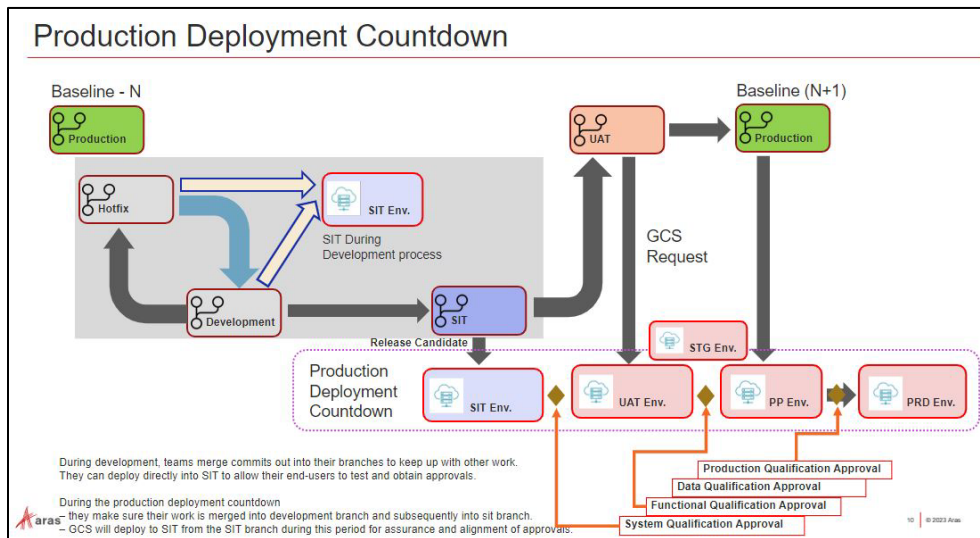 Production Deployment Countdown
Baseline - N
Production
Hotfix
SIT Env.
SIT During
Development process
Development
SIT
Release Candidate
UAT
Baseline (N+1)
Production
GCS
Request
STG Env.
Production
Deployment
Countdown
SIT Env.
UAT Env.
PP Env.
PRD Env.
Production Qualification Approval
Data Qualification Approval
Functional Qualification Approval
System Qualification Approval
During development, teams merge commits out into their branches to keep up with other work.
They can deploy directly into SIT to allow their end-users to test and obtain approvals.
During the production deployment countdown
– they make sure their work is merged into development branch and subsequently into sit branch.
– GCS will deploy to SIT from the SIT branch during this period for assurance and alignment of approvals.
aras
10 © 2023 Aras